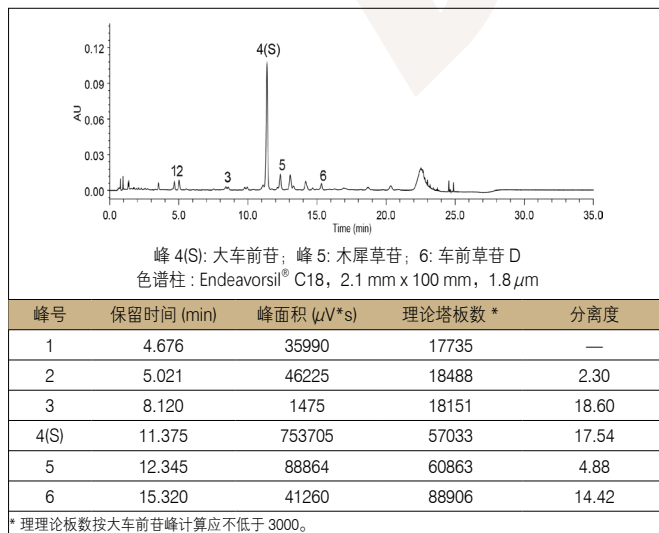 4(S)
0.12
0.09
AU
0.06
0.03
0.00
12
3
5
6
0.0 5.0 10.0 15.0 20.0 25.0 30.0 35.0
Time (min)
峰 4(S): 大车前苷；峰 5: 木犀草苷；6: 车前草苷 D
色谱柱 : Endeavorsil® C18，2.1 mm x 100 mm，1.8 μm
峰号 保留时间 (min) 峰面积 (μV*s) 理论塔板数 * 分离度
1 4.676 35990 17735 —
2 5.021 46225 18488 2.30
3 8.120 1475 18151 18.60
4(S) 11.375 753705 57033 17.54
5 12.345 88864 60863 4.88
6 15.320 41260 88906 14.42
* 理理论板数按大车前苷峰计算应不低于 3000。